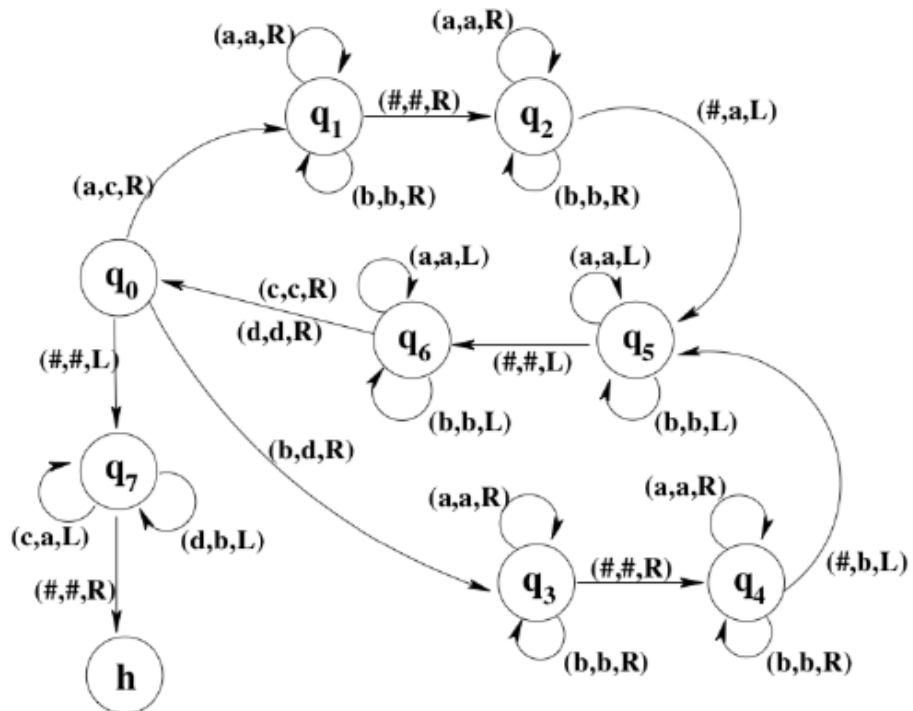 (a,a,R)
(a,a,R)
q1
(#,#,R)
q2
(#,a,L)
(b,b,R)
(b,b,R)
(a,c,R)
q0
(c,c,R)
(d,d,R)
(a,a,L)
(a,a,L)
q6
(#,#,L)
q5
(b,b,L)
(b,b,L)
(#,#,L)
(b,d,R)
q7
(c,a,L)
(d,b,L)
(#,#,R)
h
(a,a,R)
(a,a,R)
q3
(#,#,R)
q4
(#,b,L)
(b,b,R)
(b,b,R)